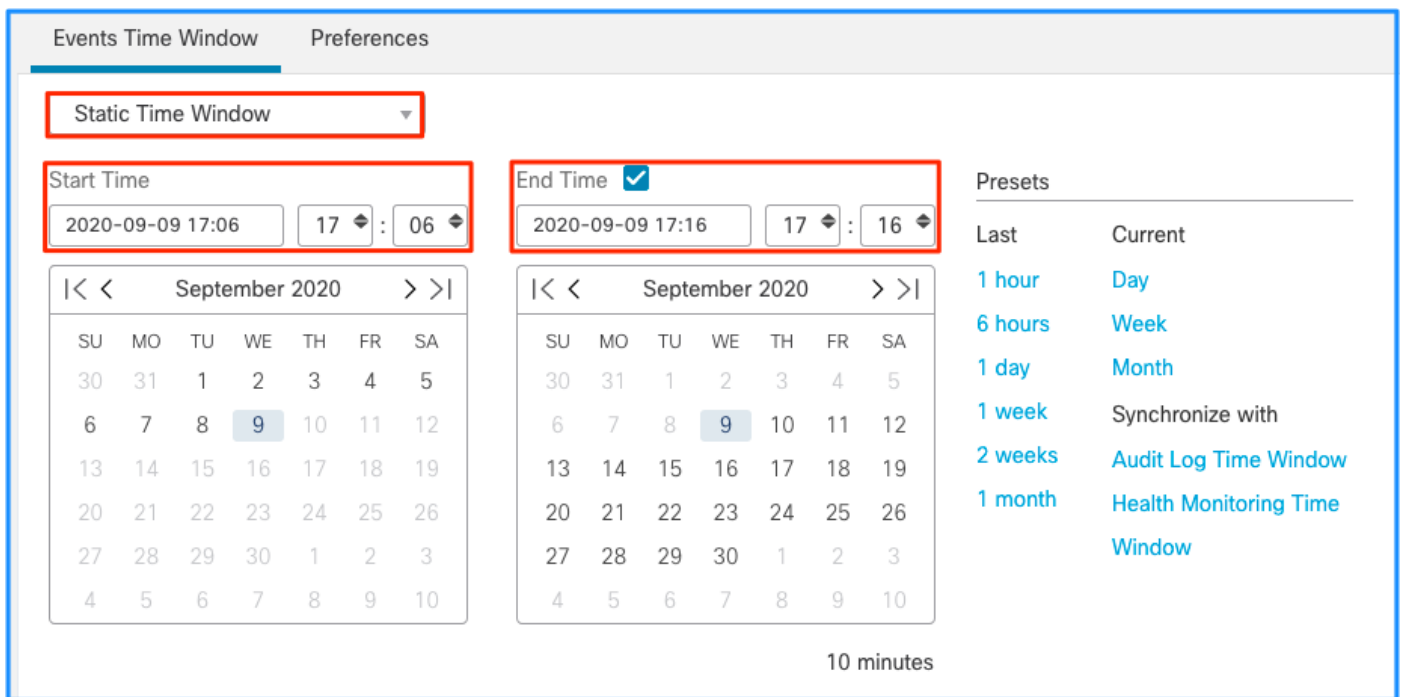 Events Time Window Preferences
Static Time Window
Start Time
2020-09-09 17:06 17 : 06
September 2020
SU MO TU WE TH FR SA
30 31 1 2 3 4 5
6 7 8 9 10 11 12
13 14 15 16 17 18 19
20 21 22 23 24 25 26
27 28 29 30 1 2 3
4 5 6 7 8 9 10
End Time
2020-09-09 17:16 17 : 16
September 2020
SU MO TU WE TH FR SA
30 31 1 2 3 4 5
6 7 8 9 10 11 12
13 14 15 16 17 18 19
20 21 22 23 24 25 26
27 28 29 30 1 2 3
4 5 6 7 8 9 10
10 minutes
Presets
Last
1 hour
6 hours
1 day
1 week
2 weeks
1 month
Current
Day
Week
Month
Synchronize with
Audit Log Time Window
Health Monitoring Time
Window